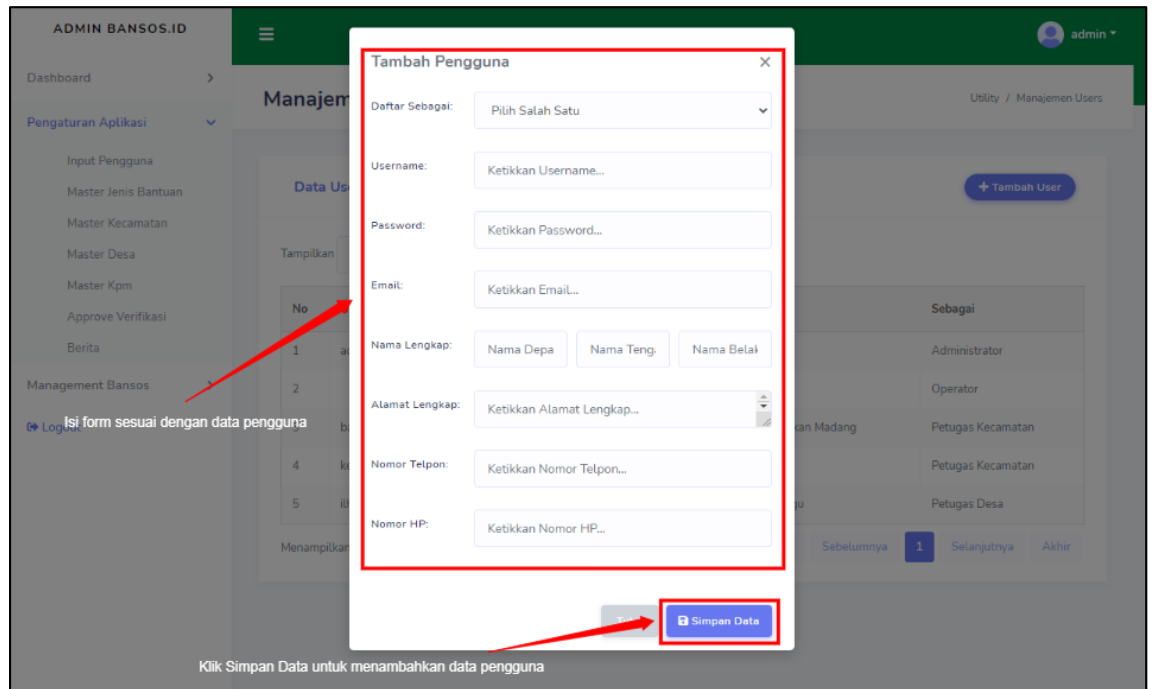 ADMIN BANSOS.ID
admin
Dashboard
Pengaturan Aplikasi
Input Pengguna
Master Jenis Bantuan
Master Kecamatan
Master Desa
Master Kpm
Approve Verifikasi
Berita
Management Bansos
Manajem
Utility / Manajemen Users
Data Us
+ Tambah User
Tampilkan
No
Sebagai
1
Administrator
2
Operator
3
kan Madang
Petugas Kecamatan
4
Petugas Kecamatan
5
Petugas Desa
Menampilkan
Sebelumnya 1 Selanjutnya Akhir
Tambah Pengguna
Daftar Sebagai: Pilih Salah Satu
Username: Ketikkan Username...
Password: Ketikkan Password...
Email: Ketikkan Email...
Nama Lengkap: Nama Depa Nama Teng Nama Belak
Alamat Lengkap: Ketikkan Alamat Lengkap...
Nomor Telpon: Ketikkan Nomor Telpon...
Nomor HP: Ketikkan Nomor HP...
Simpan Data
Isi form sesuai dengan data pengguna
Klik Simpan Data untuk menambahkan data pengguna